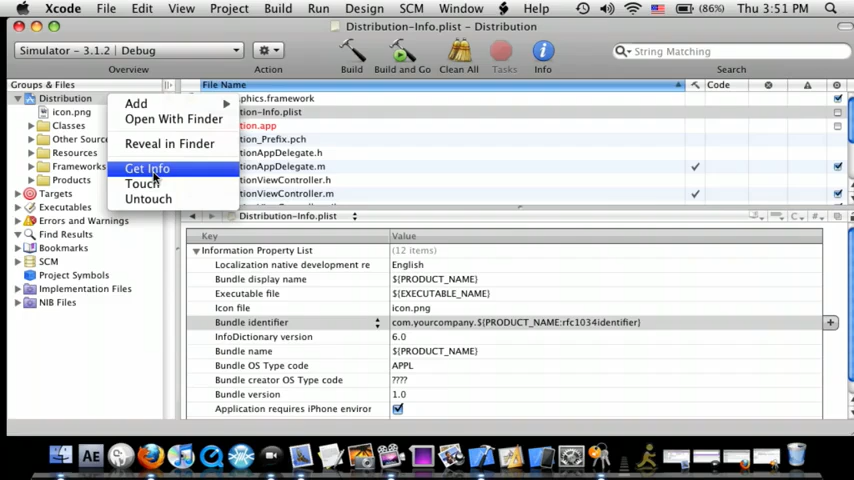 Xcode File Edit View Project Build Run Design SCM Window Help (86%) Thu 3:51 PM
Distribution-Info.plist - Distribution
Simulator - 3.1.2 | Debug
Overview Action Build Build and Go Clean All Tasks Info Search
String Matching
Groups & Files
File Name Code
Distribution
icon.png
Classes
Other Source
Resources
Frameworks
Products
Targets
Executables
Errors and Warnings
Find Results
Bookmarks
SCM
Project Symbols
Implementation Files
NIB Files
Add
Open With Finder
Reveal in Finder
Get Info
Touch
Untouch
phics.framework
tion-Info.plist
tion.app
tion_Prefix.pch
tionAppDelegate.h
tionAppDelegate.m
tionViewController.h
tionViewController.m
Distribution-Info.plist
Key Value
Information Property List (12 items)
Localization native development re English
Bundle display name ${PRODUCT_NAME}
Executable file ${EXECUTABLE_NAME}
Icon file icon.png
Bundle identifier com.yourcompany.${PRODUCT_NAME:rfc1034identifier}
InfoDictionary version 6.0
Bundle name ${PRODUCT_NAME}
Bundle OS Type code APPL
Bundle creator OS Type code ????
Bundle version 1.0
Application requires iPhone enviror
AE